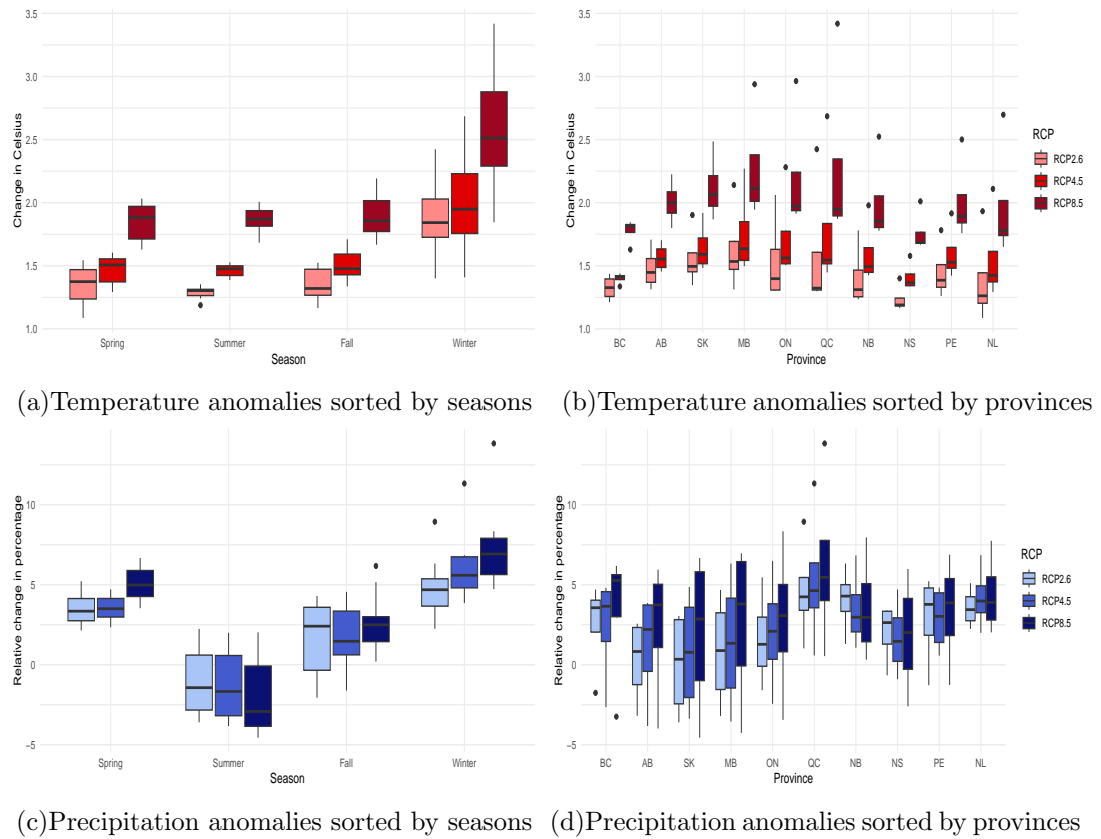 3.5
3.0
2.5
2.0
1.5
1.0
Change in Celsius
Spring Summer Fall Winter
Season
(a)Temperature anomalies sorted by seasons
3.5
3.0
2.5
2.0
1.5
1.0
Change in Celsius
BC AB SK MB ON QC NB NS PE NL
Province
RCP
RCP2.6
RCP4.5
RCP8.5
(b)Temperature anomalies sorted by provinces
10
5
0
−5
Relative change in percentage
Spring Summer Fall Winter
Season
(c)Precipitation anomalies sorted by seasons
10
5
0
−5
Relative change in percentage
BC AB SK MB ON QC NB NS PE NL
Province
RCP
RCP2.6
RCP4.5
RCP8.5
(d)Precipitation anomalies sorted by provinces